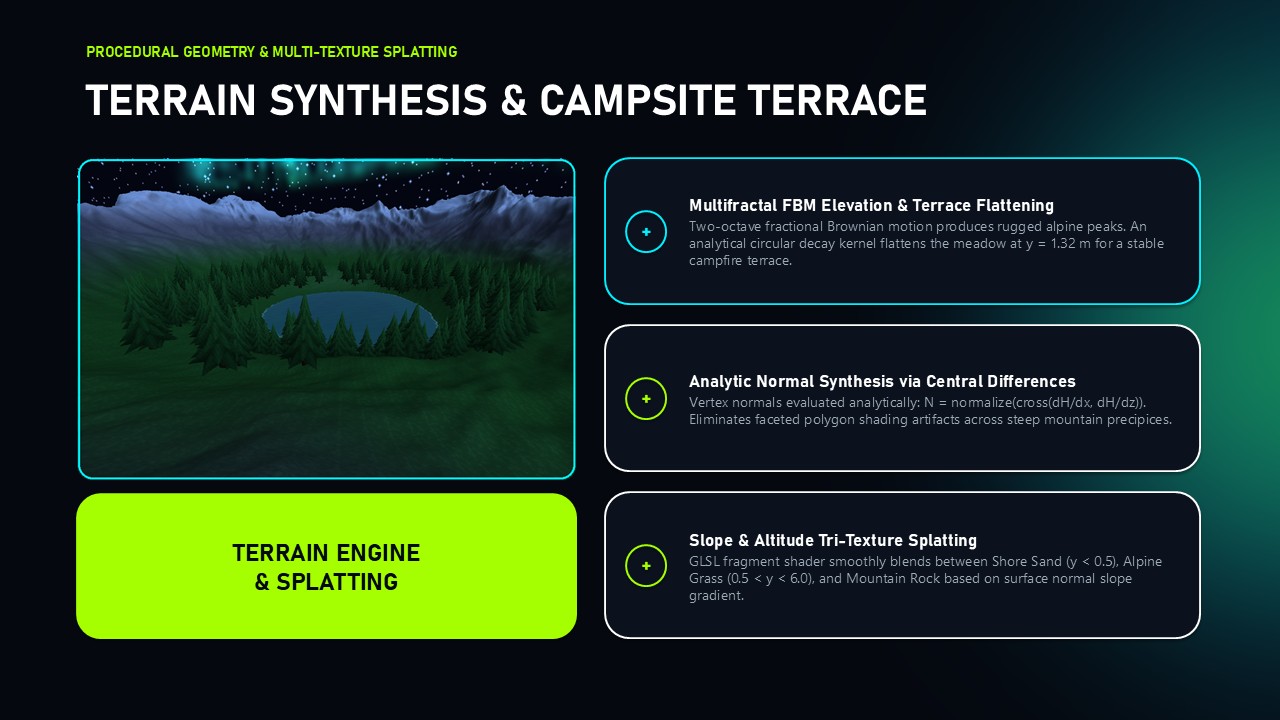 PROCEDURAL GEOMETRY & MULTI-TEXTURE SPLATTING
TERRAIN SYNTHESIS & CAMPSITE TERRACE
Multifractal FBM Elevation & Terrace Flattening
Two-octave fractional Brownian motion produces rugged alpine peaks. An
analytical circular decay kernel flattens the meadow at y = 1.32 m for a stable
campfire terrace.
Analytic Normal Synthesis via Central Differences
Vertex normals evaluated analytically: N = normalize(cross(dH/dx, dH/dz)).
Eliminates faceted polygon shading artifacts across steep mountain precipices.
TERRAIN ENGINE
& SPLATTING
Slope & Altitude Tri-Texture Splatting
GLSL fragment shader smoothly blends between Shore Sand (y < 0.5), Alpine
Grass (0.5 < y < 6.0), and Mountain Rock based on surface normal slope
gradient.